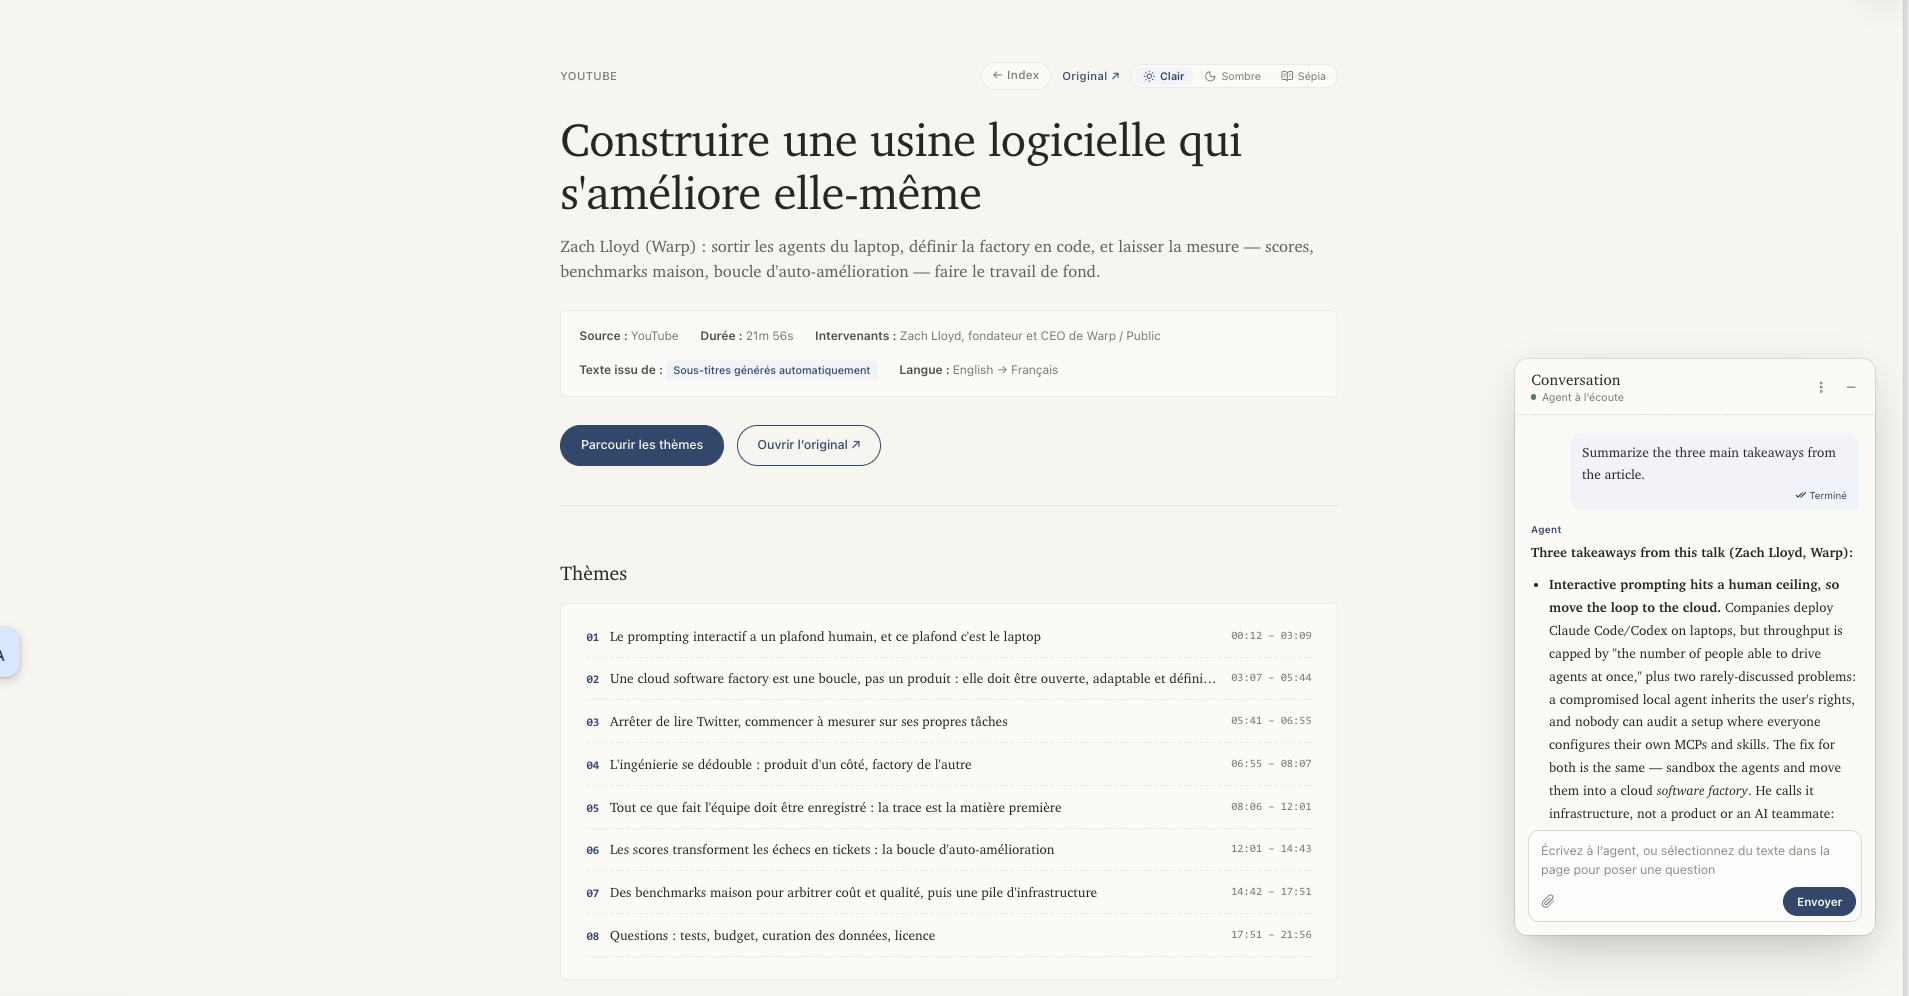 YOUTUBE
← Index
Original ↗
Clair
Sombre
Sépia
Construire une usine logicielle qui
s'améliore elle-même
Zach Lloyd (Warp) : sortir les agents du laptop, définir la factory en code, et laisser la mesure — scores,
benchmarks maison, boucle d'auto-amélioration — faire le travail de fond.
Source : YouTube Durée : 21m 56s Intervenants : Zach Lloyd, fondateur et CEO de Warp / Public
Texte issu de : Sous-titres générés automatiquement Langue : English → Français
Parcourir les thèmes
Ouvrir l'original ↗
Thèmes
01 Le prompting interactif a un plafond humain, et ce plafond c'est le laptop 00:12 – 03:09
02 Une cloud software factory est une boucle, pas un produit : elle doit être ouverte, adaptable et défini… 03:07 – 05:44
03 Arrêter de lire Twitter, commencer à mesurer sur ses propres tâches 05:41 – 06:55
04 L'ingénierie se dédouble : produit d'un côté, factory de l'autre 06:55 – 08:07
05 Tout ce que fait l'équipe doit être enregistré : la trace est la matière première 08:06 – 12:01
06 Les scores transforment les échecs en tickets : la boucle d'auto-amélioration 12:01 – 14:43
07 Des benchmarks maison pour arbitrer coût et qualité, puis une pile d'infrastructure 14:42 – 17:51
08 Questions : tests, budget, curation des données, licence 17:51 – 21:56
A
Conversation
Agent à l'écoute
Summarize the three main takeaways from
the article.
Terminé
Agent
Three takeaways from this talk (Zach Lloyd, Warp):
• Interactive prompting hits a human ceiling, so
move the loop to the cloud. Companies deploy
Claude Code/Codex on laptops, but throughput is
capped by "the number of people able to drive
agents at once," plus two rarely-discussed problems:
a compromised local agent inherits the user's rights,
and nobody can audit a setup where everyone
configures their own MCPs and skills. The fix for
both is the same — sandbox the agents and move
them into a cloud software factory. He calls it
infrastructure, not a product or an AI teammate:
Écrivez à l'agent, ou sélectionnez du texte dans la
page pour poser une question
Envoyer